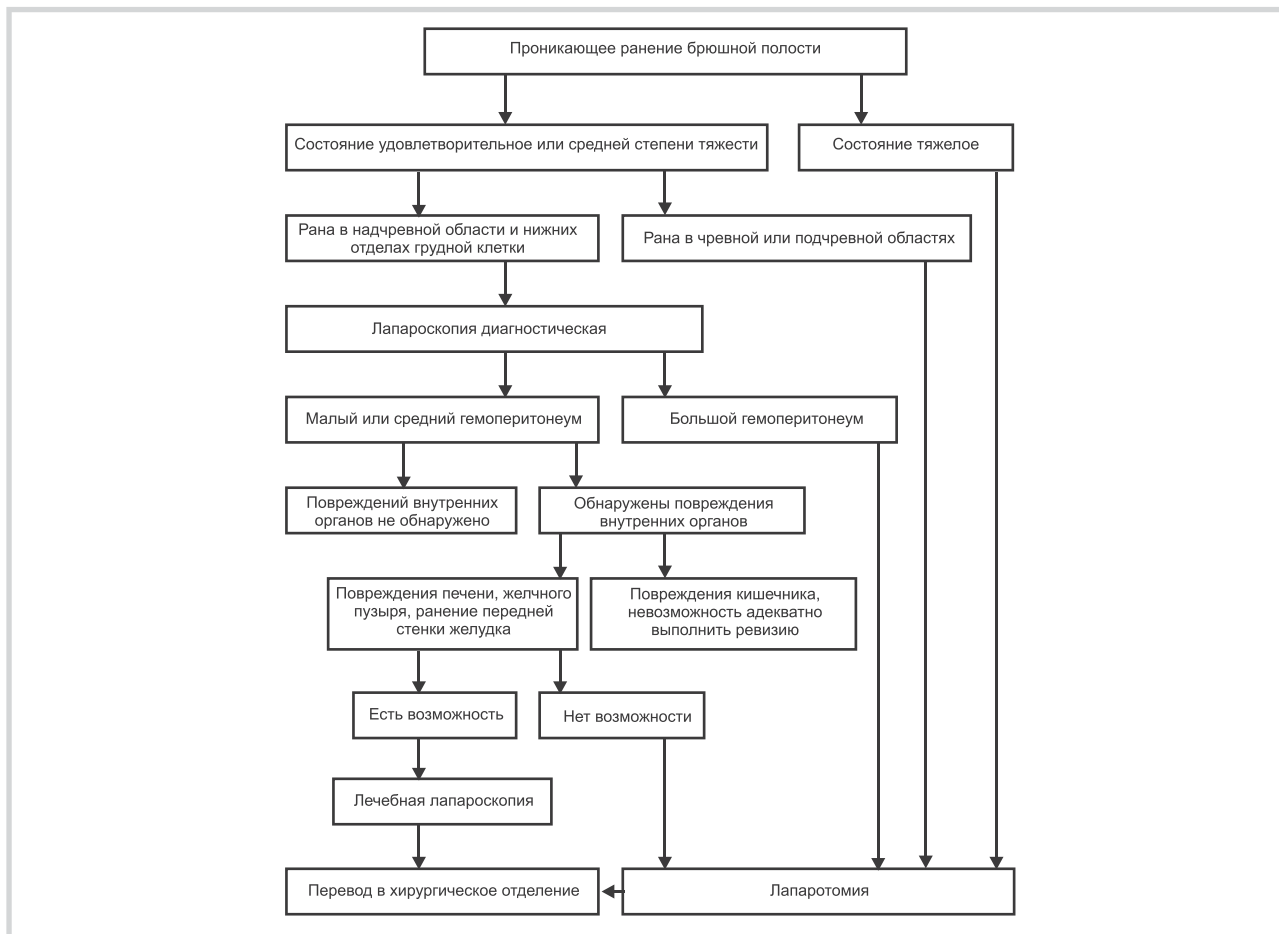 Проникающее ранение брюшной полости
Состояние удовлетворительное или средней степени тяжести
Состояние тяжелое
Рана в надчревной области и нижних
отделах грудной клетки
Рана в чревной или подчревной областях
Лапароскопия диагностическая
Малый или средний гемоперитонеум
Большой гемоперитонеум
Повреждений внутренних
органов не обнаружено
Обнаружены повреждения
внутренних органов
Повреждения печени, желчного
пузыря, ранение передней
стенки желудка
Повреждения кишечника,
невозможность адекватно
выполнить ревизию
Есть возможность
Нет возможности
Лечебная лапароскопия
Перевод в хирургическое отделение
Лапаротомия